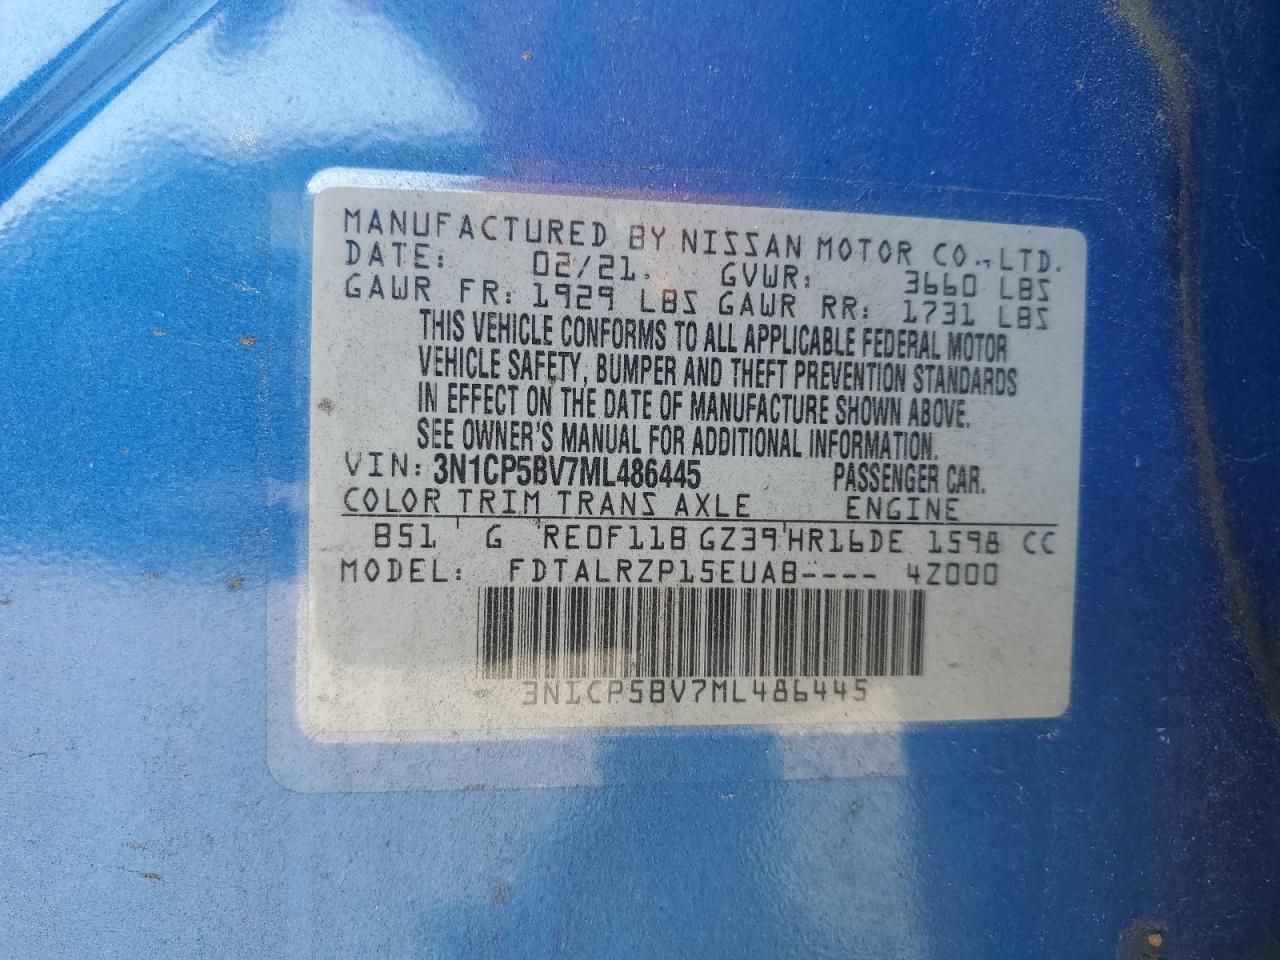 MANUFACTURED BY NISSAN MOTOR CO.,LTD.
DATE: 02/21. GVWR: 3660 LBS
GAWR FR: 1929 LBS GAWR RR: 1731 LBS
THIS VEHICLE CONFORMS TO ALL APPLICABLE FEDERAL MOTOR
VEHICLE SAFETY, BUMPER AND THEFT PREVENTION STANDARDS
IN EFFECT ON THE DATE OF MANUFACTURE SHOWN ABOVE.
SEE OWNER'S MANUAL FOR ADDITIONAL INFORMATION.
VIN: 3N1CP5BV7ML486445 PASSENGER CAR.
COLOR TRIM TRANS AXLE ENGINE
B51 ' G RE0F11B GZ39'HR16DE 1598 CC
MODEL: FDTALRZP15EUAB---- 4Z000
3N1CP5BV7ML486445